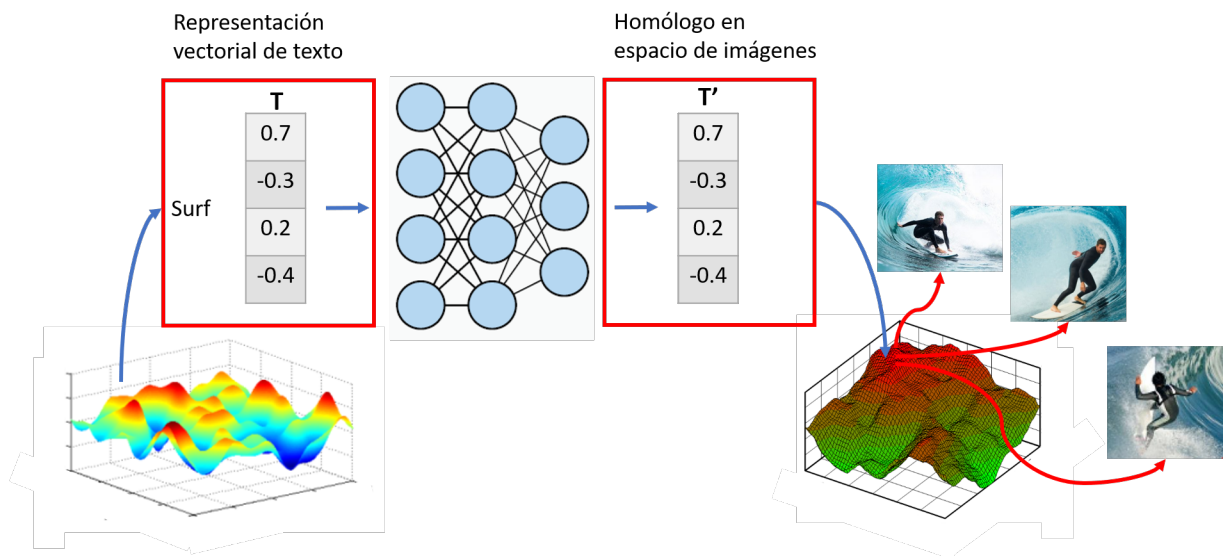 Representación
vectorial de texto
Homólogo en
espacio de imágenes
T
0.7
-0.3
0.2
-0.4
Surf
T’
0.7
-0.3
0.2
-0.4